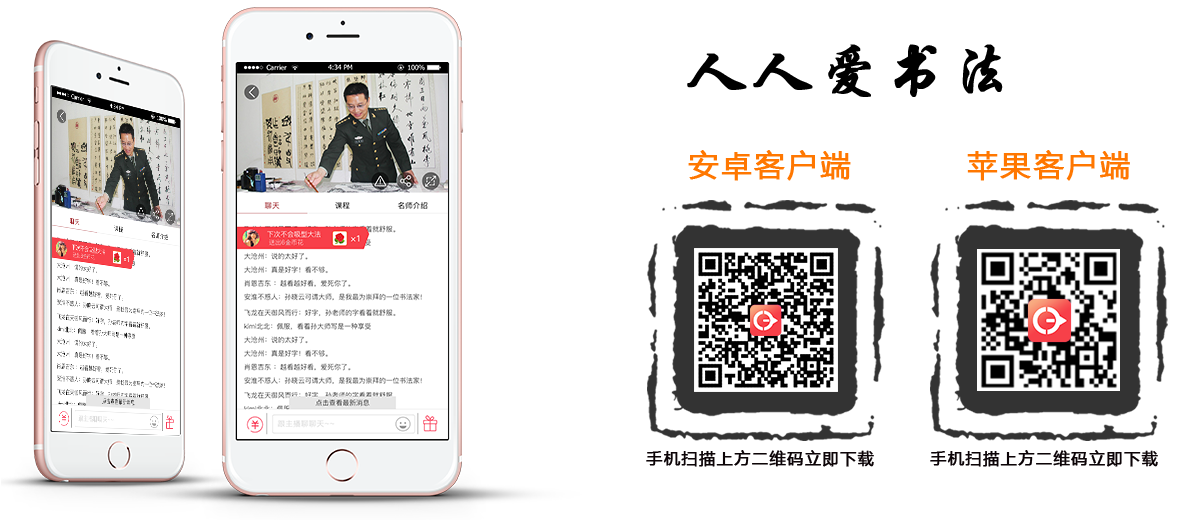 Carrier
4:34 PM
100%
聊天
课程
名师介绍
下次不会吸型大法
送出6金币花
x1
大沧州：说的太好了。
大沧州：真是好字！看不够。
肖恩吉东：越看越好看。爱死你了。
安准不惑人：孙晓云可谓大师，是我最为崇拜的一位书法家！
飞龙在天御风而行：好字，孙老师的字看着就舒服。
kimi北北：佩服，看看孙大师写是一种享受
大沧州：说的太好了。
大沧州：真是好字！看不够。
肖恩吉东：越看越好看。爱死你了。
安准不惑人：孙晓云可谓大师，是我最为崇拜的一位书法家！
飞龙在天御风而行：好字，孙老师的字看着就舒服。
kimi北北：佩服
点击查看最新消息
跟主播聊聊天~~
人人爱书法
安卓客户端
苹果客户端
手机扫描上方二维码立即下载
手机扫描上方二维码立即下载